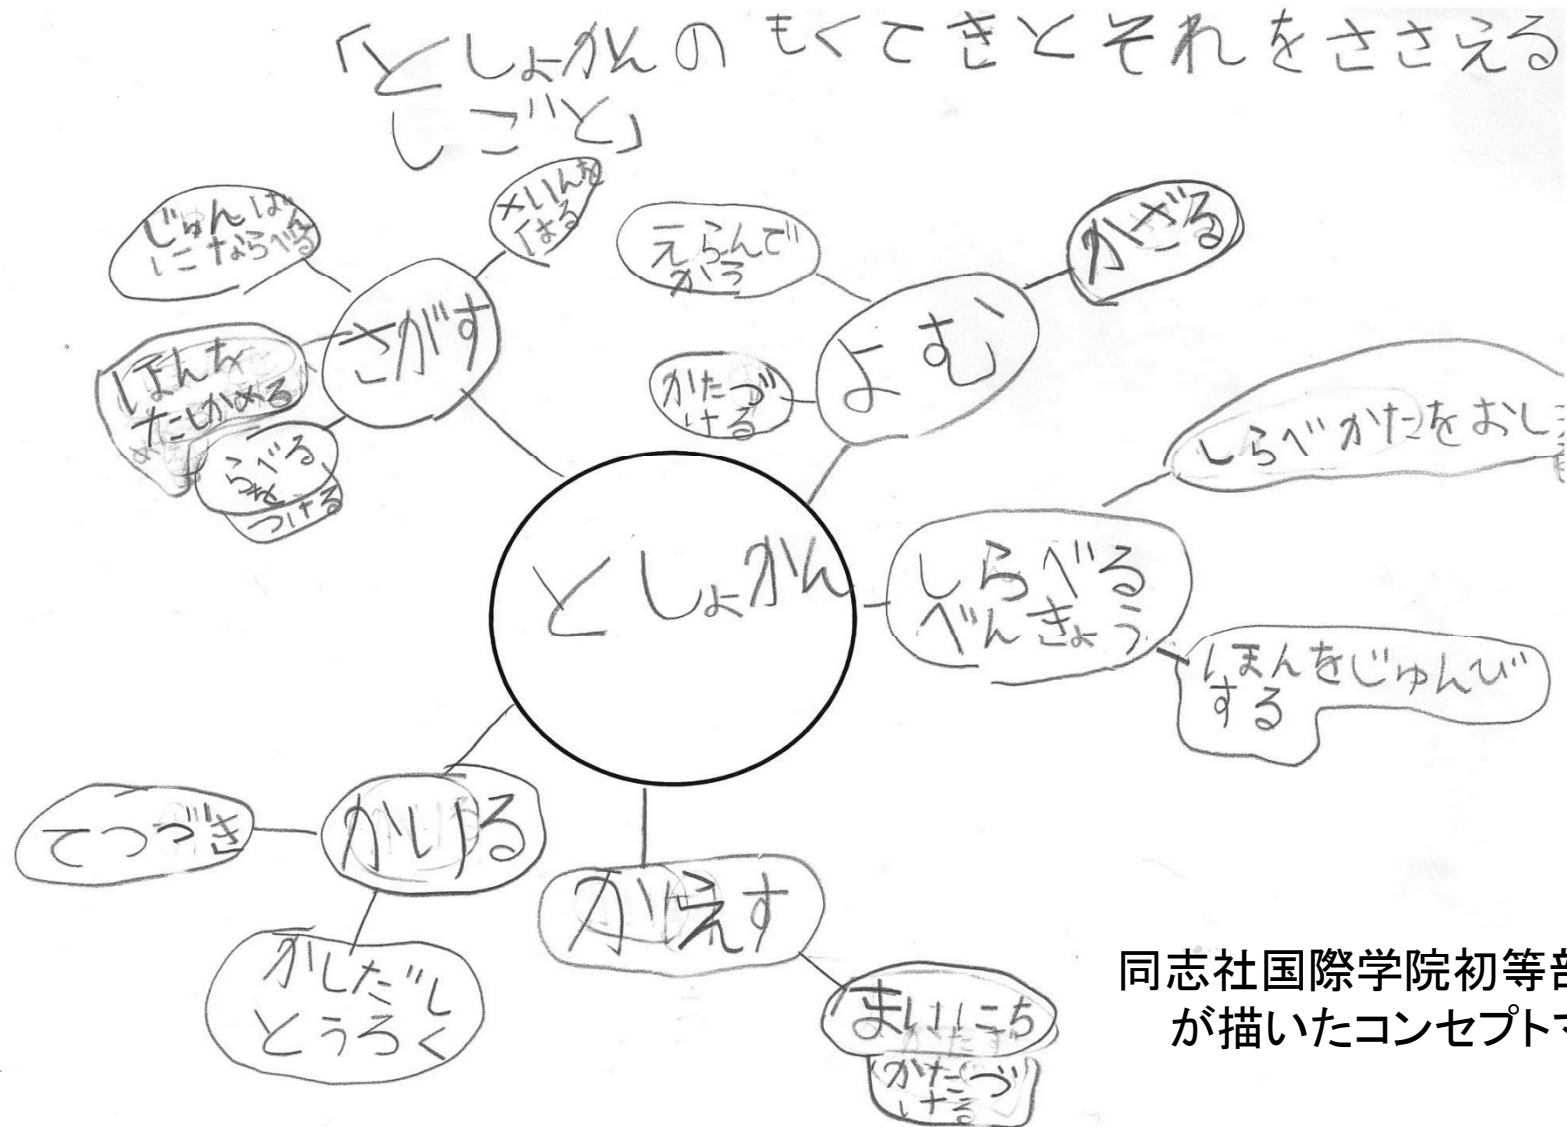 「としょかんの もくてきとそれをささえる
しごと」
じゅんばん
にならべる
さいんを
はる
えらんで
かう
かざる
さがす
よむ
ほんを
たしかめる
かたづ
ける
らべる
つける
しらべかたをおし
としょかん
しらべる
べんきょう
ほんをじゅんび
する
てつづき
かりる
かえす
かしだし
とうろく
まいにち
かたづ
ける
同志社国際学院初等部
が描いたコンセプトマ